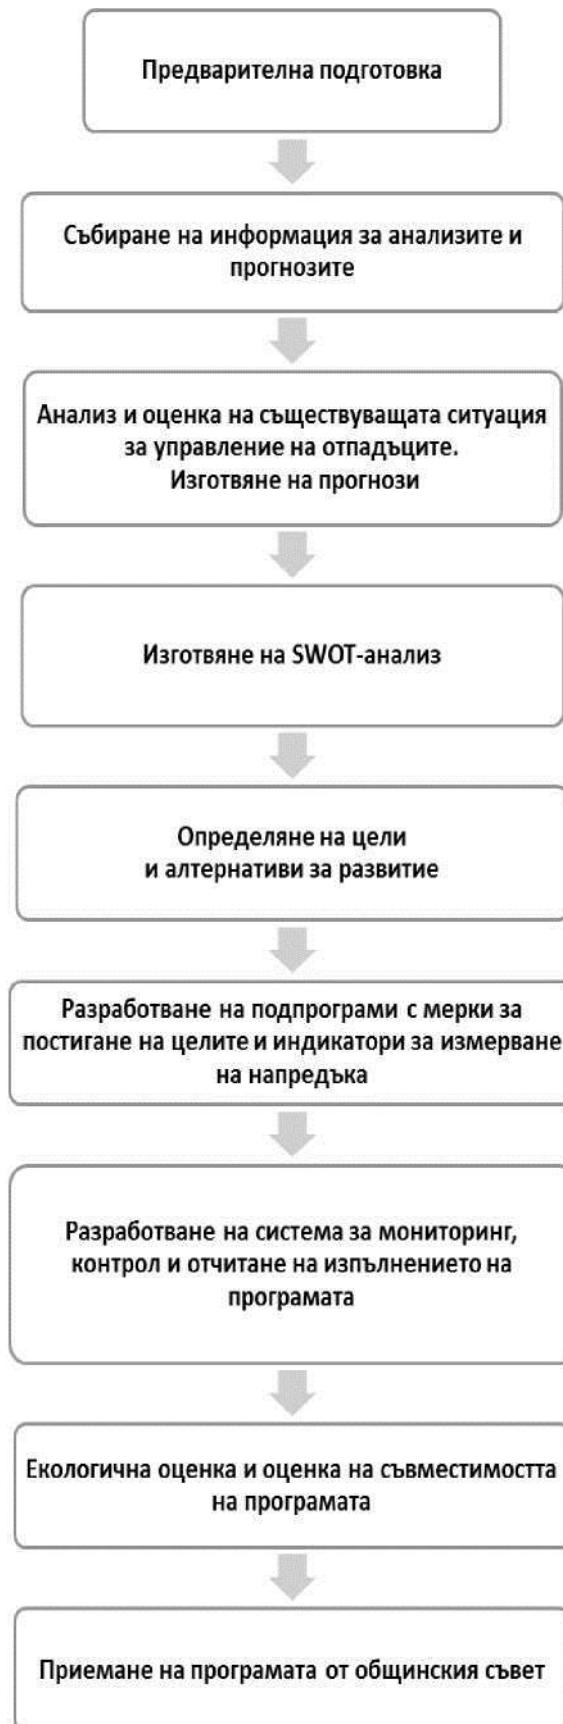 Предварителна подготовка
Събиране на информация за анализите и
прогнозите
Анализ и оценка на съществуващата ситуация
за управление на отпадъците.
Изготвяне на прогнози
Изготвяне на SWOT-анализ
Определяне на цели
и алтернативи за развитие
Разработване на подпрограми с мерки за
постигане на целите и индикатори за измерване
на напредъка
Разработване на система за мониторинг,
контрол и отчитане на изпълнението на
програмата
Екологична оценка и оценка на съвместимостта
на програмата
Приемане на програмата от общинския съвет